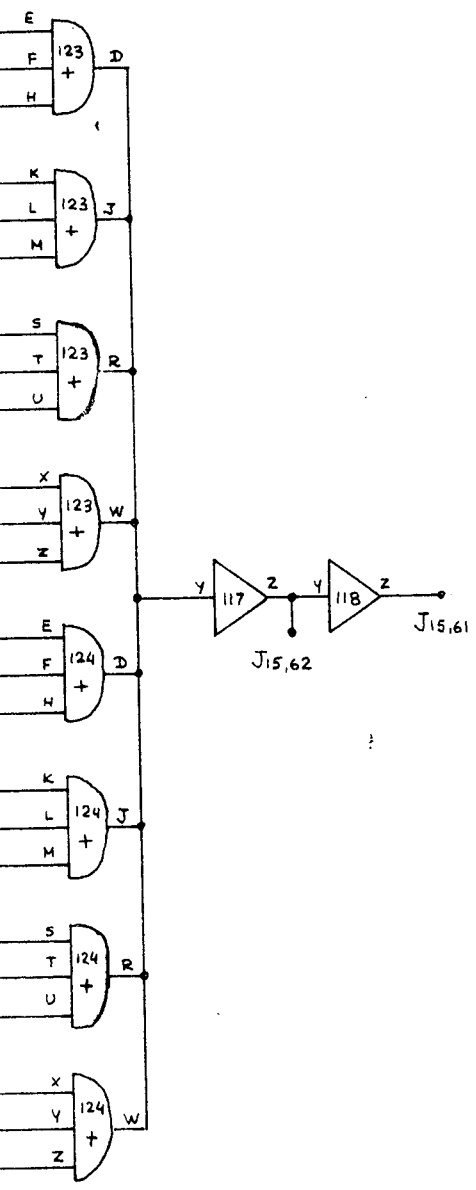 E
F 123 D
+
H
K
L 123 J
+
M
S
T 123 R
+
U
X
Y 123 W
+
Z
Y 117 Z Y 118 Z
J15,62 J15,61
E
F 124 D
+
H
K
L 124 J
+
M
S
T 124 R
+
U
X
Y 124 W
+
Z